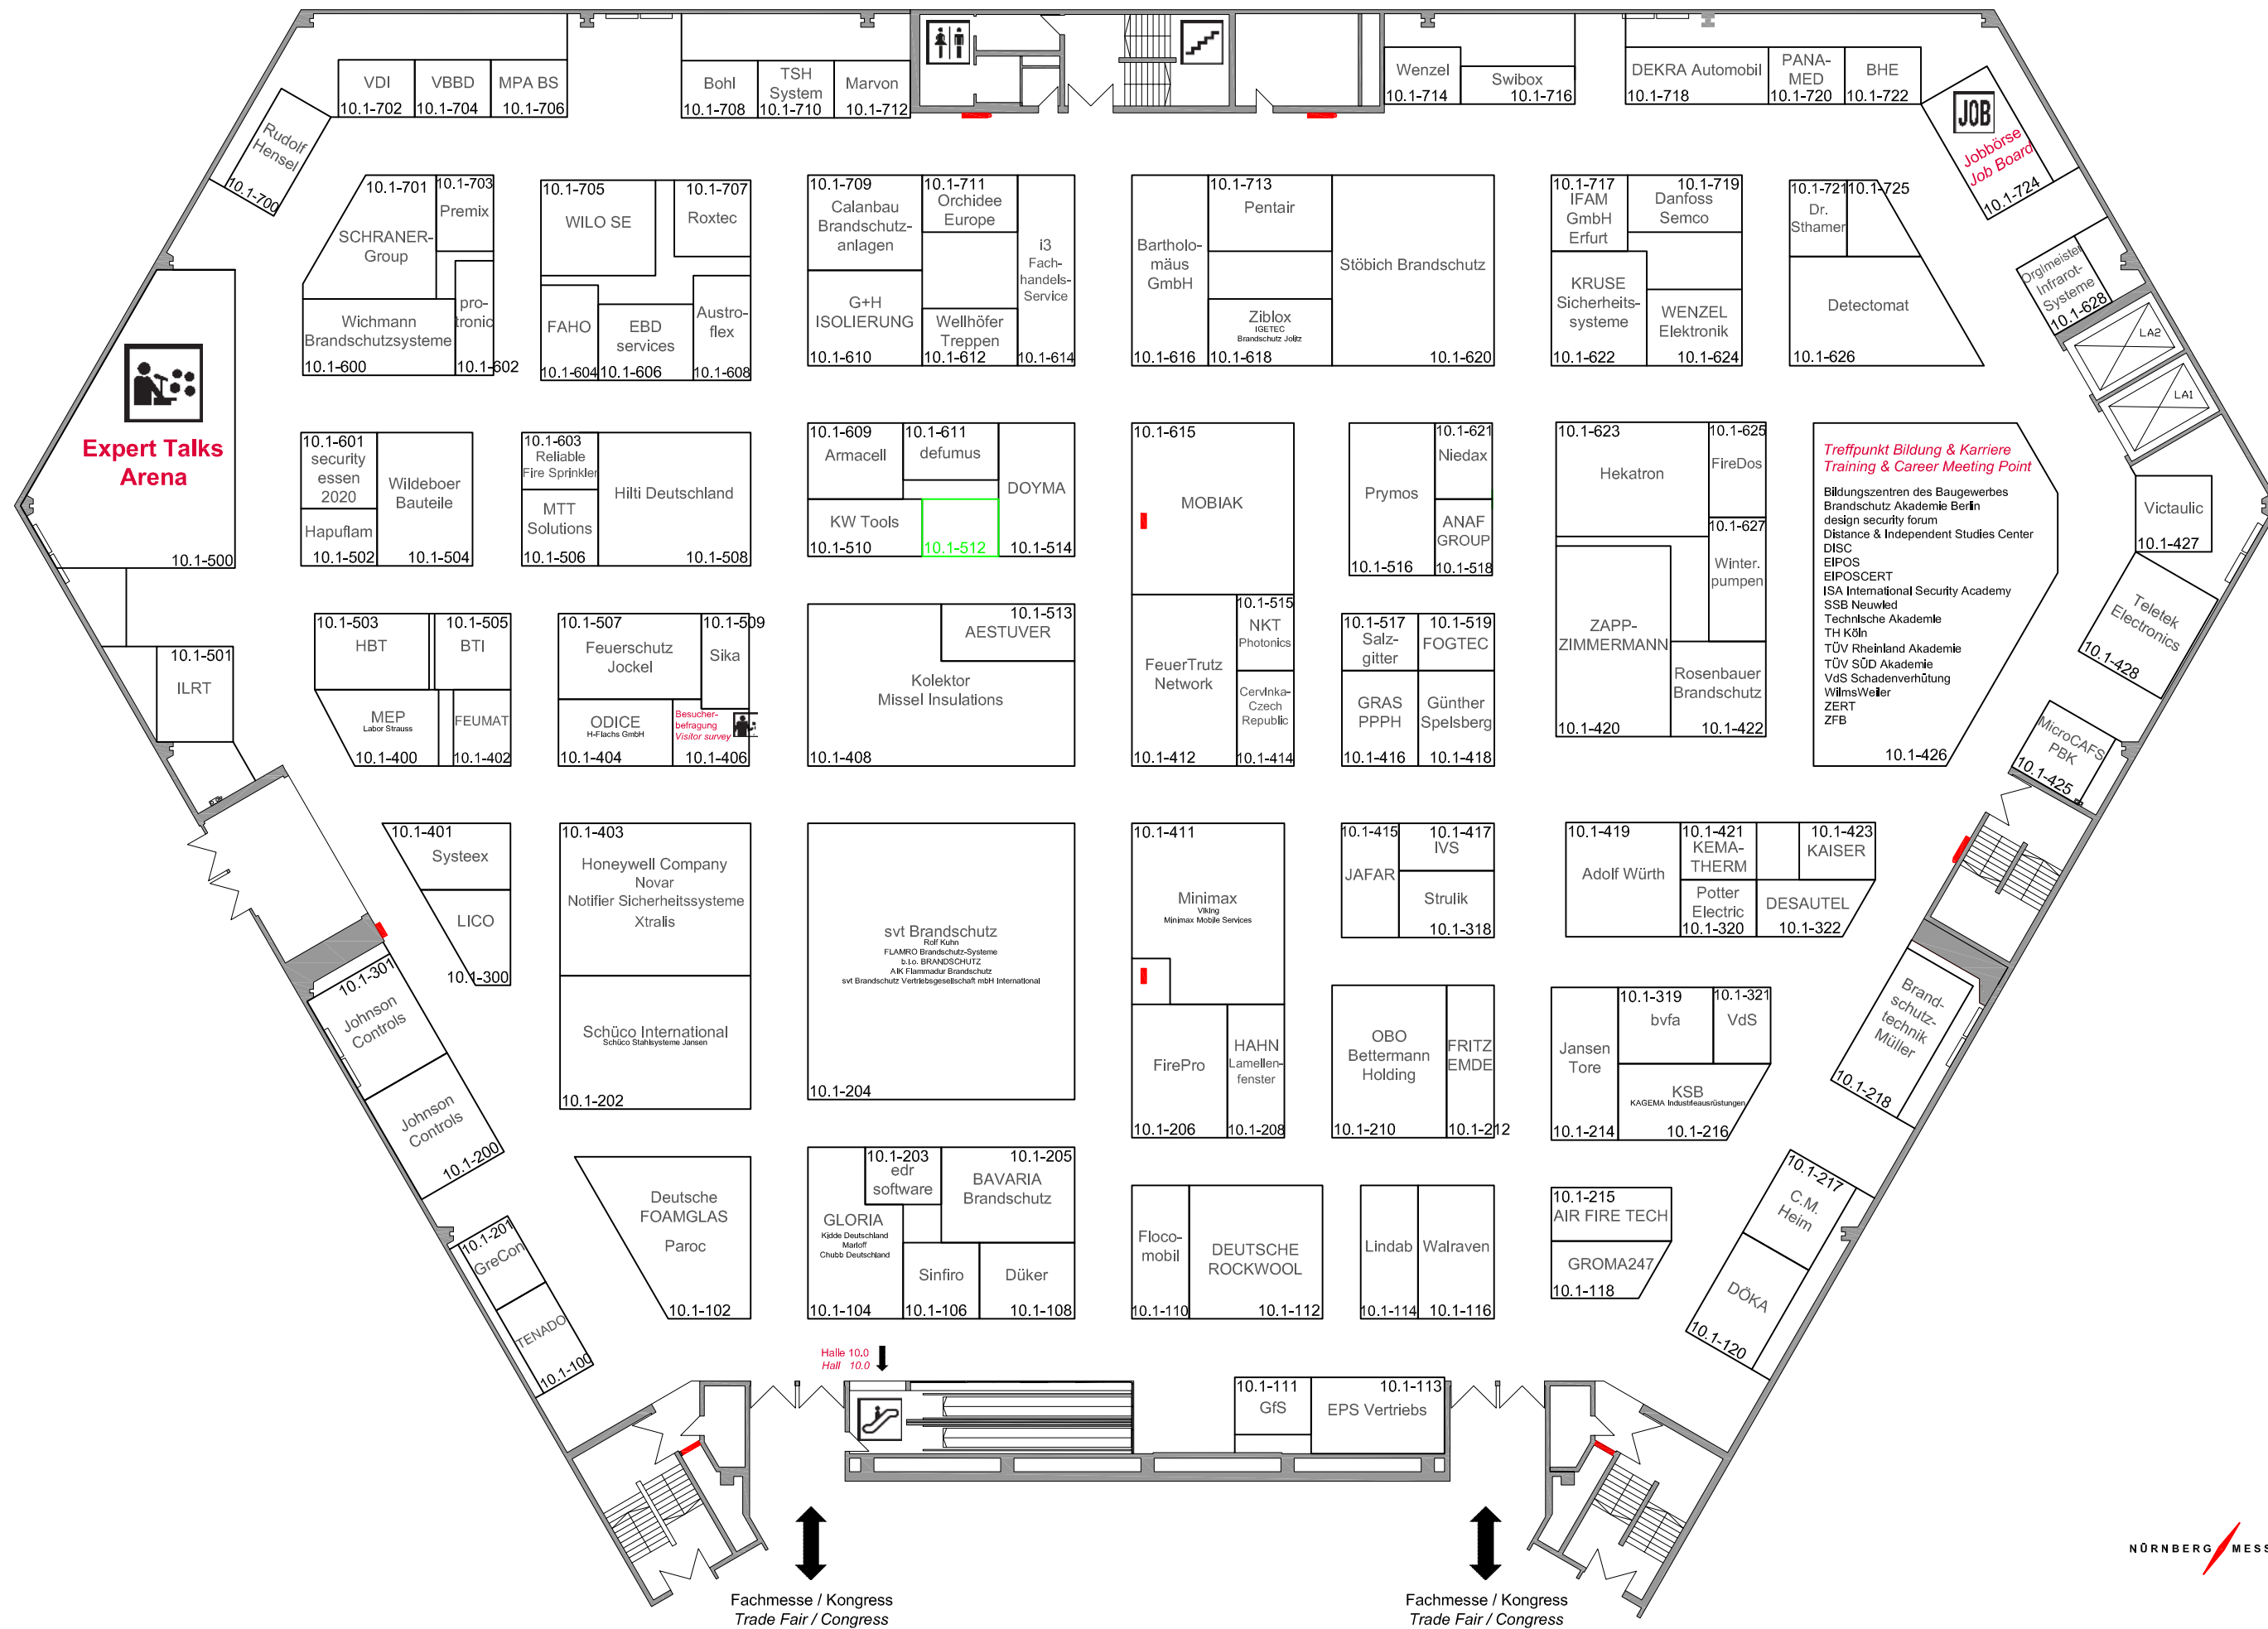 VDI
10.1-702
VBBD
10.1-704
MPA BS
10.1-706
Bohl
10.1-708
TSH
System
10.1-710
Marvon
10.1-712
Wenzel
10.1-714
Swibox
10.1-716
DEKRA Automobil
10.1-718
PANA-
MED
10.1-720
BHE
10.1-722
JOB
Jobbörse
Job Board
10.1-724
Rudolf
Hensel
10.1-700
10.1-701
SCHRANER-
Group
10.1-703
Premix
Wichmann
Brandschutzsysteme
10.1-600
pro-
tronic
10.1-602
10.1-705
WILO SE
10.1-707
Roxtec
FAHO
10.1-604
EBD
services
10.1-606
Austro-
flex
10.1-608
10.1-709
Calanbau
Brandschutz-
anlagen
10.1-711
Orchidee
Europe
G+H
ISOLIERUNG
10.1-610
Wellhöfer
Treppen
10.1-612
i3
Fach-
handels-
Service
10.1-614
Bartholo-
mäus
GmbH
10.1-616
10.1-713
Pentair
Ziblox
IGETEC
Brandschutz Jolitz
10.1-618
Stöbich Brandschutz
10.1-620
10.1-717
IFAM
GmbH
Erfurt
10.1-719
Danfoss
Semco
KRUSE
Sicherheits-
systeme
10.1-622
WENZEL
Elektronik
10.1-624
10.1-721
Dr.
Sthamer
10.1-725
Detectomat
10.1-626
Orglmeister
Infrarot-
Systeme
10.1-628
LA2
LA1
Expert Talks
Arena
10.1-500
10.1-601
security
essen
2020
Hapuflam
10.1-502
Wildeboer
Bauteile
10.1-504
10.1-603
Reliable
Fire Sprinkler
MTT
Solutions
10.1-506
Hilti Deutschland
10.1-508
10.1-609
Armacell
10.1-611
defumus
KW Tools
10.1-510
10.1-512
DOYMA
10.1-514
10.1-615
MOBIAK
Prymos
10.1-516
10.1-621
Niedax
ANAF
GROUP
10.1-518
10.1-623
Hekatron
10.1-625
FireDos
10.1-627
Winter.
pumpen
ZAPP-
ZIMMERMANN
10.1-420
Rosenbauer
Brandschutz
10.1-422
Treffpunkt Bildung & Karriere
Training & Career Meeting Point
Bildungszentren des Baugewerbes
Brandschutz Akademie Berlin
design security forum
Distance & Independent Studies Center
DISC
EIPOS
EIPOSCERT
ISA International Security Academy
SSB Neuwied
Technische Akademie
TH Köln
TÜV Rheinland Akademie
TÜV SÜD Akademie
VdS Schadenverhütung
WilmsWeiler
ZERT
ZFB
10.1-426
Victaulic
10.1-427
Teletek
Electronics
10.1-428
MicroCAFS
PBK
10.1-425
10.1-501
ILRT
10.1-503
HBT
10.1-505
BTI
MEP
Labor Strauss
10.1-400
FEUMAT
10.1-402
10.1-507
Feuerschutz
Jockel
10.1-509
Sika
ODICE
H-Flachs GmbH
10.1-404
Besucher-
befragung
Visitor survey
10.1-406
10.1-513
AESTUVER
Kolektor
Missel Insulations
10.1-408
FeuerTrutz
Network
10.1-412
10.1-515
NKT
Photonics
Cervinka-
Czech
Republic
10.1-414
10.1-517
Salz-
gitter
10.1-519
FOGTEC
GRAS
PPPH
10.1-416
Günther
Spelsberg
10.1-418
10.1-401
Systeex
LICO
10.1-300
10.1-403
Honeywell Company
Novar
Notifier Sicherheitssysteme
Xtralis
Schüco International
Schüco Stahlsysteme Jansen
10.1-202
svt Brandschutz
Rolf Kuhn
FLAMRO Brandschutz-Systeme
b.i.o. BRANDSCHUTZ
AIK Flammadur Brandschutz
svt Brandschutz Vertriebsgesellschaft mbH International
10.1-204
10.1-411
Minimax
Viking
Minimax Mobile Services
FirePro
10.1-206
HAHN
Lamellen-
fenster
10.1-208
10.1-415
JAFAR
10.1-417
IVS
Strulik
10.1-318
OBO
Bettermann
Holding
10.1-210
FRITZ
EMDE
10.1-212
10.1-419
Adolf Würth
10.1-421
KEMA-
THERM
10.1-423
KAISER
Potter
Electric
10.1-320
DESAUTEL
10.1-322
Jansen
Tore
10.1-214
10.1-319
bvfa
10.1-321
VdS
KSB
KAGEMA Industrieausrüstungen
10.1-216
Brand-
schutz-
technik
Müller
10.1-218
10.1-301
Johnson
Controls
Johnson
Controls
10.1-200
10.1-201
GreCon
TENADO
10.1-100
Deutsche
FOAMGLAS
Paroc
10.1-102
GLORIA
Kidde Deutschland
Marioff
Chubb Deutschland
10.1-104
10.1-203
edr
software
10.1-205
BAVARIA
Brandschutz
Sinfiro
10.1-106
Düker
10.1-108
Floco-
mobil
10.1-110
DEUTSCHE
ROCKWOOL
10.1-112
Lindab
10.1-114
Walraven
10.1-116
10.1-215
AIR FIRE TECH
GROMA247
10.1-118
10.1-217
C.M.
Heim
DÖKA
10.1-120
Halle 10.0
Hall 10.0
10.1-111
GfS
10.1-113
EPS Vertriebs
Fachmesse / Kongress
Trade Fair / Congress
Fachmesse / Kongress
Trade Fair / Congress
NÜRNBERG MESS